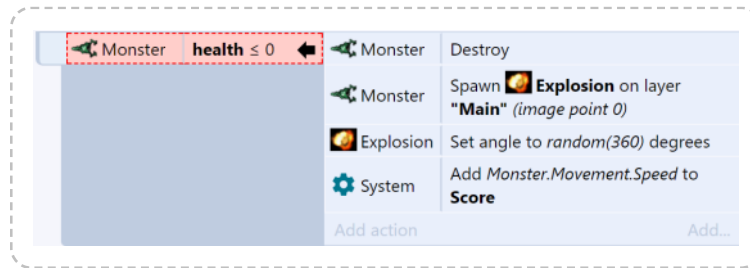 Monster health ≤ 0 Monster Destroy
Monster Spawn Explosion on layer
"Main" (image point 0)
Explosion Set angle to random(360) degrees
System Add Monster.Movement.Speed to
Score
Add action Add...